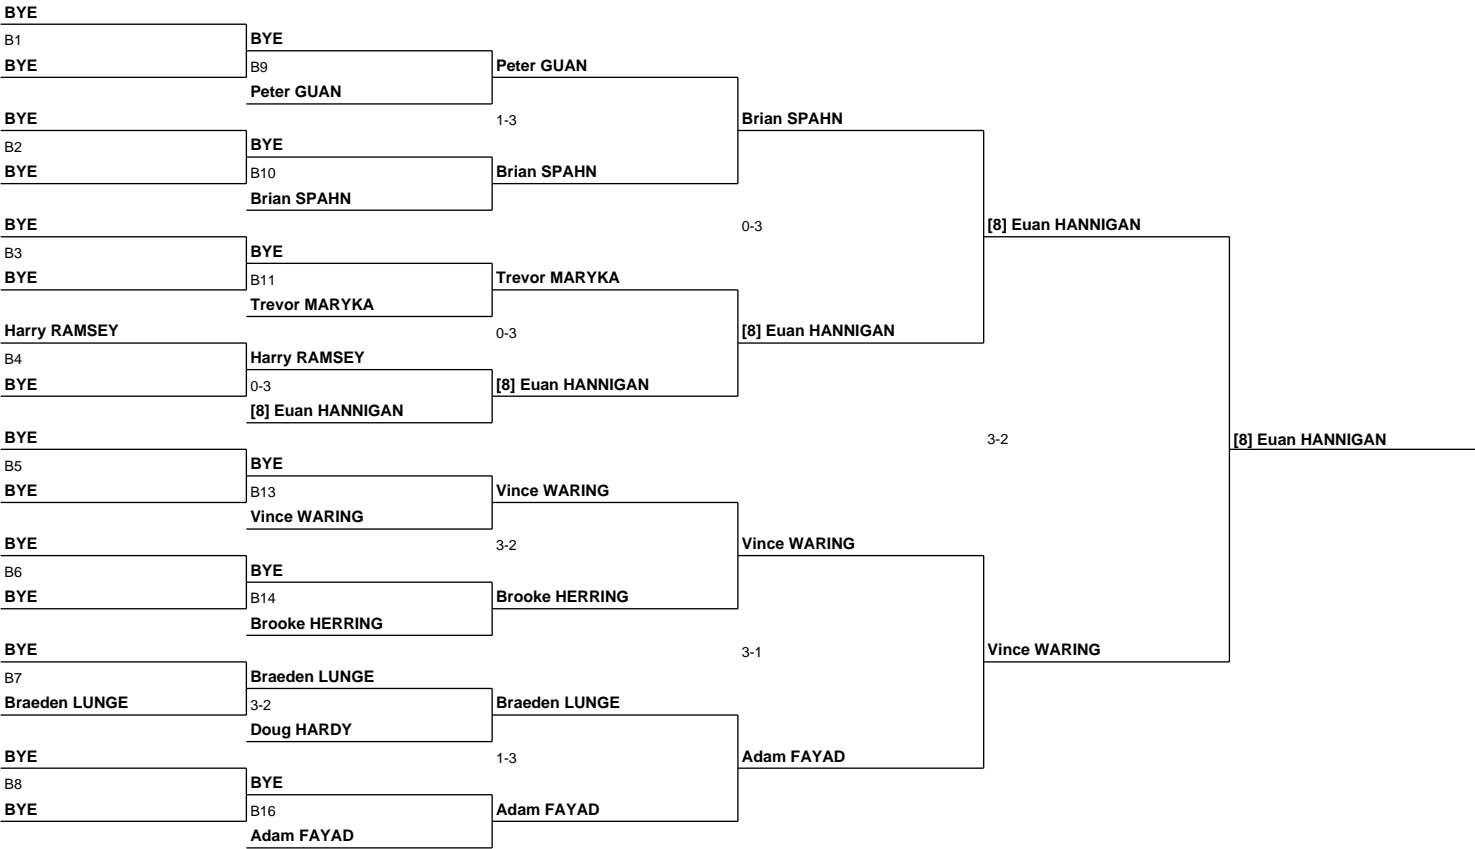 BYE
B1
BYE
BYE
B9
Peter GUAN
Peter GUAN
BYE
B2
BYE
BYE
B10
Brian SPAHN
1-3
Brian SPAHN
Brian SPAHN
BYE
B3
BYE
BYE
B11
Trevor MARYKA
Trevor MARYKA
0-3
[8] Euan HANNIGAN
Harry RAMSEY
B4
BYE
Harry RAMSEY
0-3
[8] Euan HANNIGAN
0-3
[8] Euan HANNIGAN
[8] Euan HANNIGAN
BYE
B5
BYE
BYE
B13
Vince WARING
Vince WARING
3-2
[8] Euan HANNIGAN
BYE
B6
BYE
BYE
B14
Brooke HERRING
3-2
Brooke HERRING
Vince WARING
BYE
B7
Braeden LUNGE
Braeden LUNGE
3-2
Doug HARDY
Braeden LUNGE
3-1
Vince WARING
BYE
B8
BYE
BYE
B16
Adam FAYAD
1-3
Adam FAYAD
Adam FAYAD